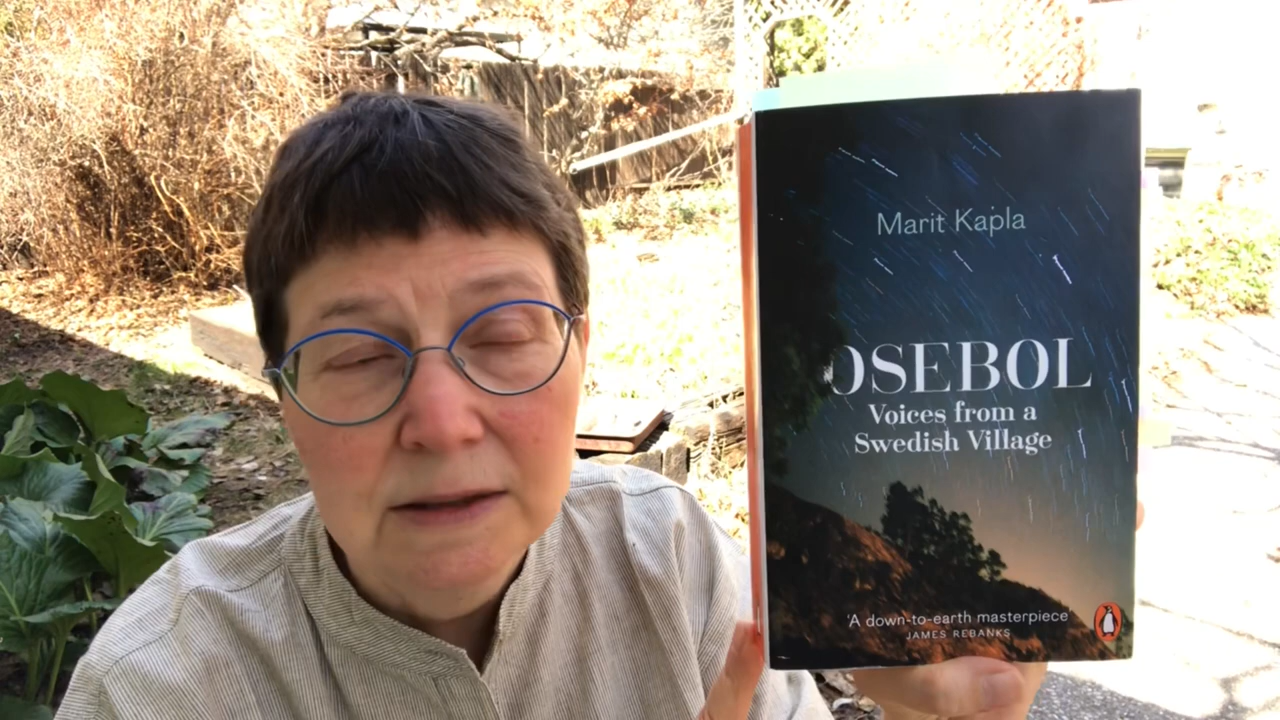 Marit Kapla
OSEBOL
Voices from a
Swedish Village
'A down-to-earth masterpiece'
JAMES REBANKS